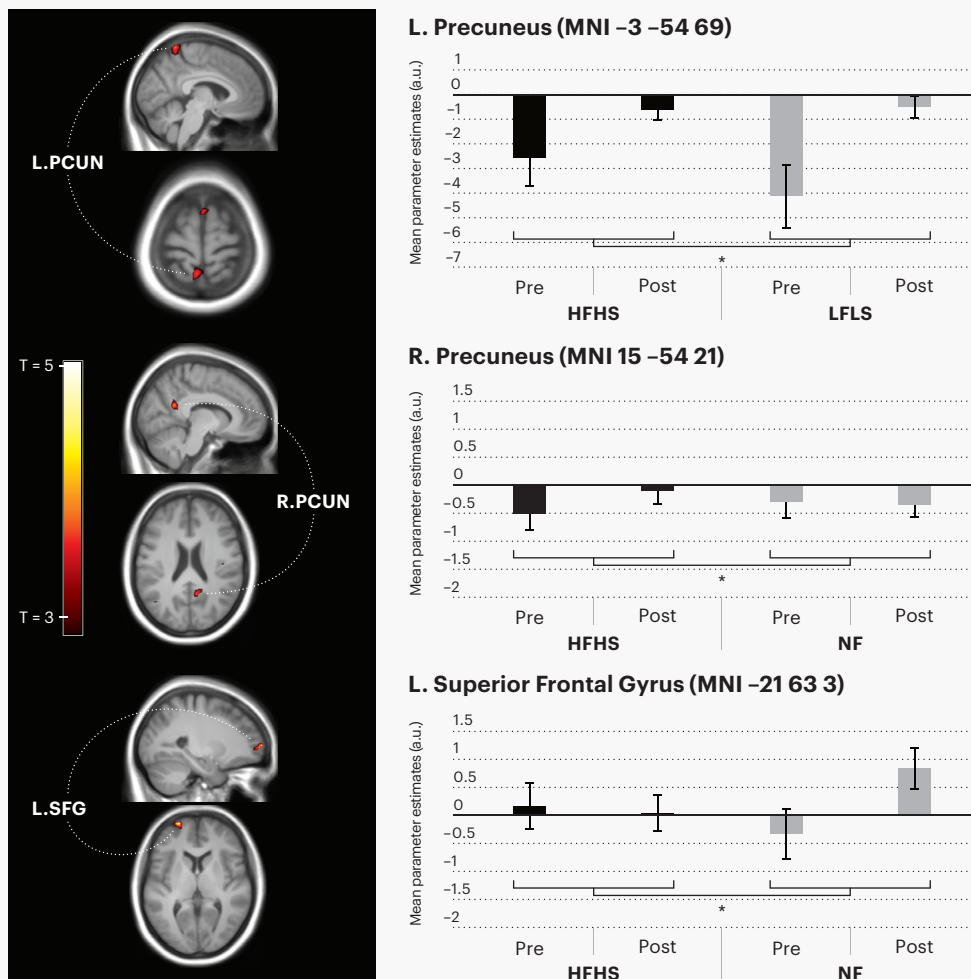 L.PCUN
T = 5
T = 3
R.PCUN
L.SFG
L. Precuneus (MNI –3 –54 69)
Mean parameter estimates (a.u.)
1
0
–1
–2
–3
–4
–5
–6
–7
*
Pre Post Pre Post
HFHS LFLS
R. Precuneus (MNI 15 –54 21)
Mean parameter estimates (a.u.)
1.5
1
0.5
0
–0.5
–1
–1.5
–2
*
Pre Post Pre Post
HFHS NF
L. Superior Frontal Gyrus (MNI –21 63 3)
Mean parameter estimates (a.u.)
1.5
1
0.5
0
–0.5
–1
–1.5
–2
*
Pre Post Pre Post
HFHS NF